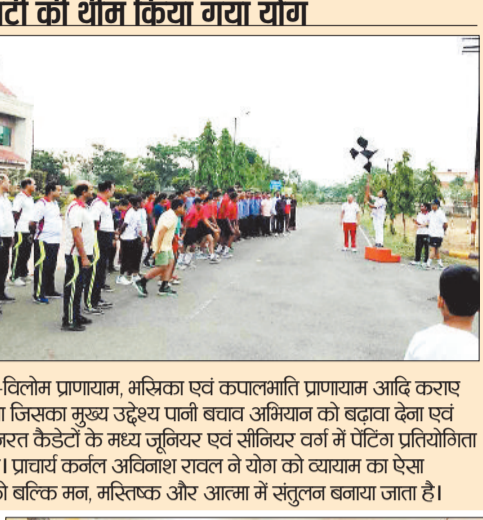 की थीम किया गया योग
-विलोम प्राणायाम, भस्रिका एवं कपालभाति प्राणायाम आदि कराए
जिसका मुख्य उद्देश्य पानी बचाव अभियान को बढ़ावा देना एवं
कैडेटों के मध्य जूनियर एवं सीनियर वर्ग में पेंटिंग प्रतियोगिता
। प्राचार्य कर्नल अविनाश रावल ने योग को व्यायाम का ऐसा
बल्कि मन, मस्तिष्क और आत्मा में संतुलन बनाया जाता है।